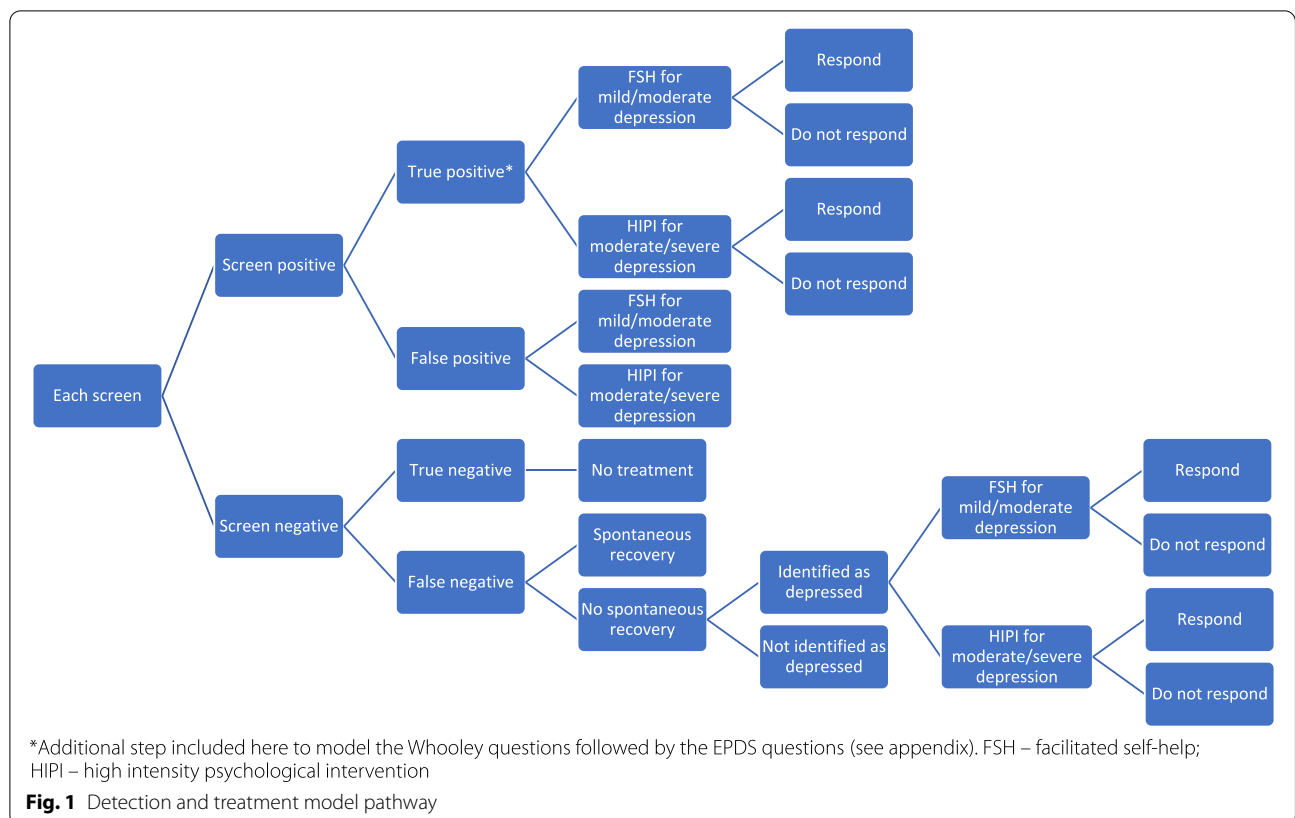 Each screen
Screen positive
Screen negative
True positive*
False positive
True negative
False negative
FSH for
mild/moderate
depression
HIPI for
moderate/severe
depression
FSH for
mild/moderate
depression
HIPI for
moderate/severe
depression
No treatment
Spontaneous
recovery
No spontaneous
recovery
Respond
Do not respond
Respond
Do not respond
Identified as
depressed
Not identified as
depressed
FSH for
mild/moderate
depression
HIPI for
moderate/severe
depression
Respond
Do not respond
Respond
Do not respond
*Additional step included here to model the Whooley questions followed by the EPDS questions (see appendix). FSH – facilitated self-help;
HIPI – high intensity psychological intervention
Fig. 1 Detection and treatment model pathway